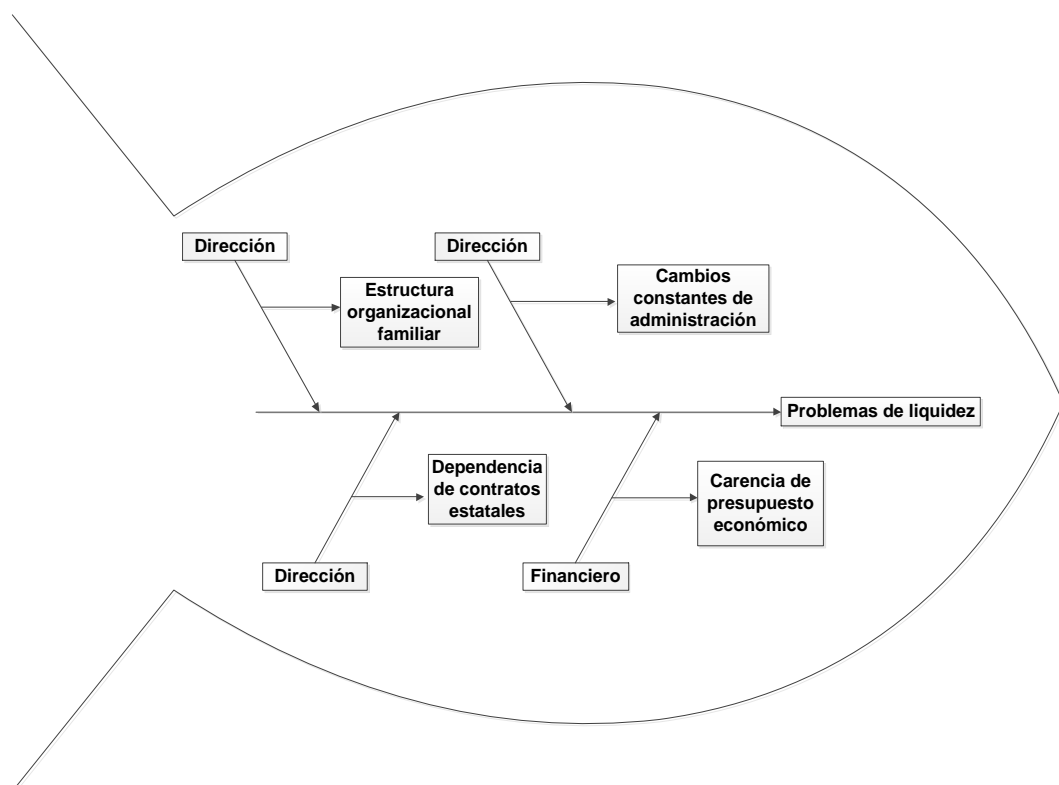 Dirección
Dirección
Estructura
organizacional
familiar
Cambios
constantes de
administración
Problemas de liquidez
Dependencia
de contratos
estatales
Carencia de
presupuesto
económico
Dirección
Financiero